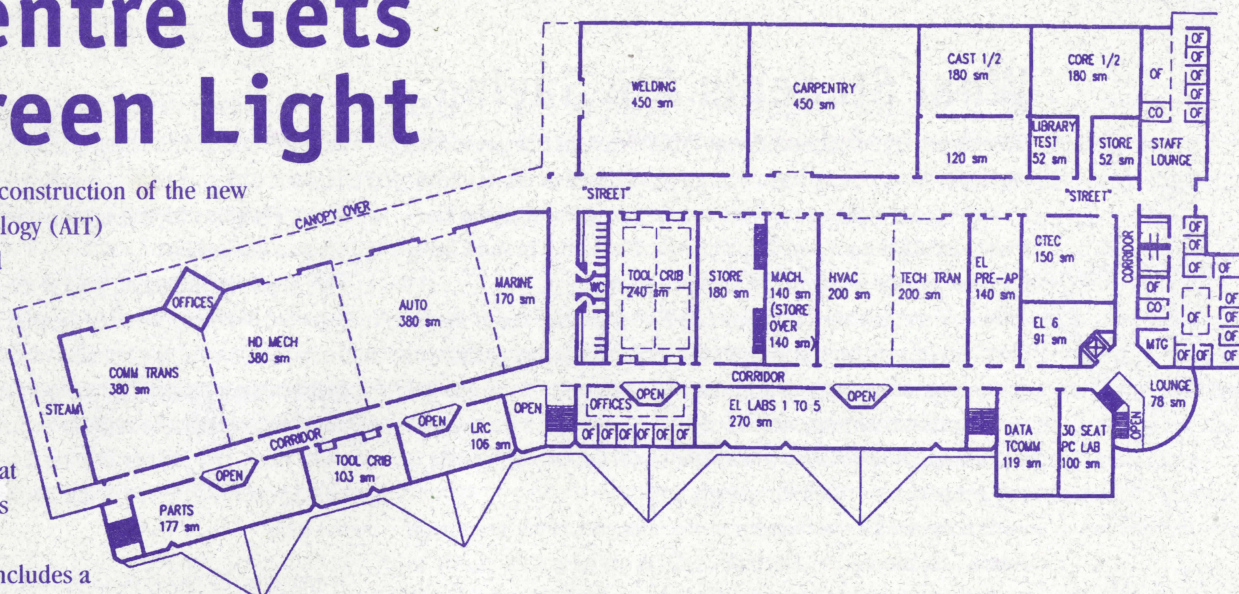 entre Gets
reen Light
construction of the new
logy (AIT)
at
s
ncludes a
CANOPY OVER
OFFICES
COMM TRANS
380 sm
HD MECH
380 sm
AUTO
380 sm
MARINE
170 sm
STEAM
CORRIDOR
OPEN
PARTS
177 sm
TOOL CRIB
103 sm
OPEN
LRC
106 sm
OPEN
WELDING
450 sm
CARPENTRY
450 sm
CAST 1/2
180 sm
120 sm
CORE 1/2
180 sm
LIBRARY
TEST
52 sm
STORE
52 sm
OF
CO
OF
OF
OF
OF
OF
STAFF
LOUNGE
"STREET"
"STREET"
WC
TOOL CRIB
240 sm
STORE
180 sm
MACH.
140 sm
(STORE
OVER
140 sm)
HVAC
200 sm
TECH TRAN
200 sm
EL
PRE-AP
140 sm
CTEC
150 sm
EL 6
91 sm
CORRIDOR
OF
OF
OF
OF
OF
CO
OF
OF
OF
OF
MTG
OF
OF
OF
CORRIDOR
OFFICES
OPEN
OF
OF
OF
OF
OF
OF
EL LABS 1 TO 5
270 sm
OPEN
DATA
TCOMM
119 sm
30 SEAT
PC LAB
100 sm
OPEN
LOUNGE
78 sm